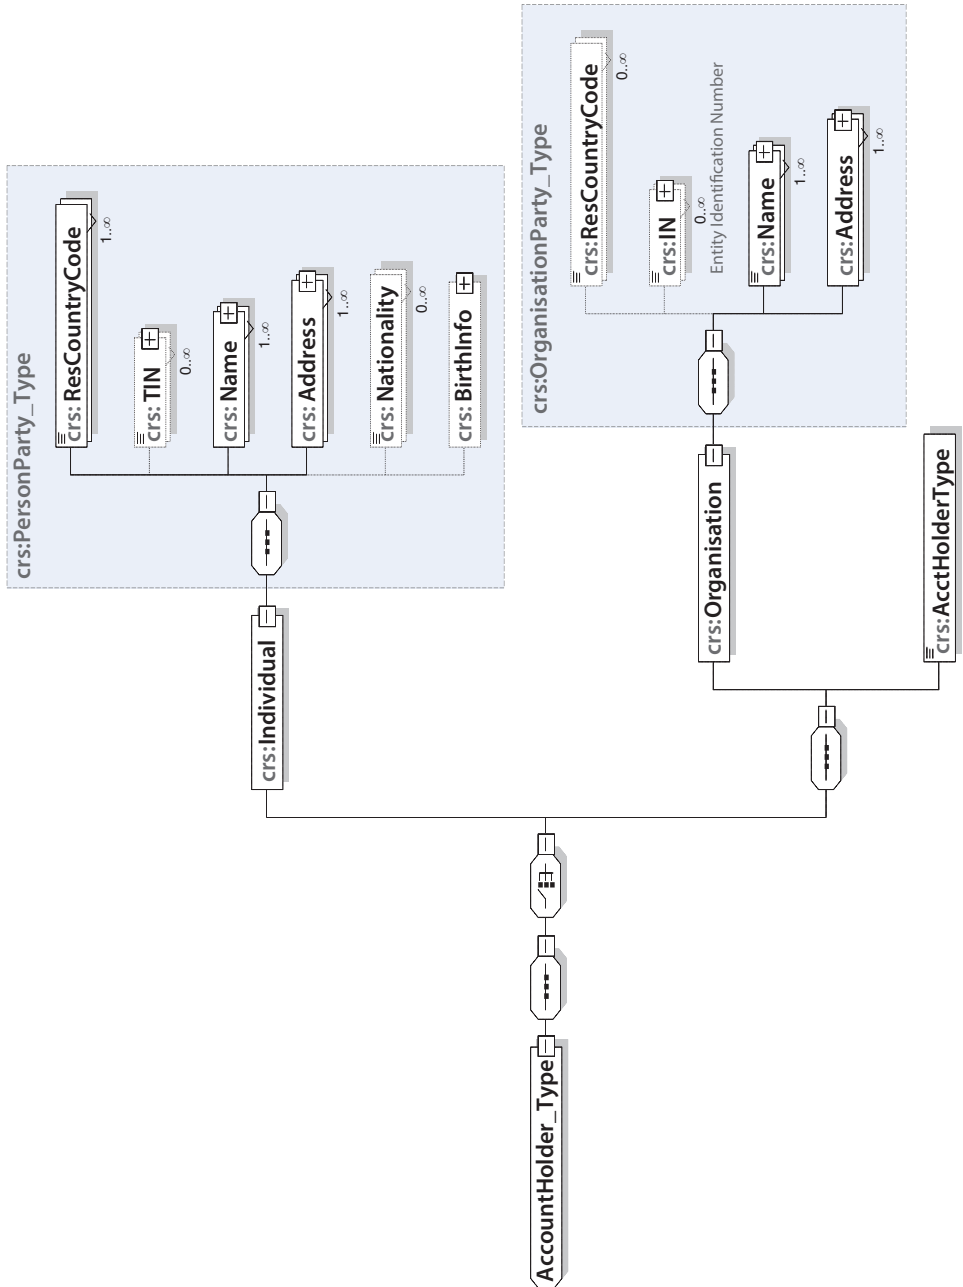 AccountHolder_Type
crs:Individual
crs:PersonParty_Type
crs:ResCountryCode
1..∞
crs:TIN
0..∞
crs:Name
1..∞
crs:Address
1..∞
crs:Nationality
0..∞
crs:BirthInfo
crs:Organisation
crs:OrganisationParty_Type
crs:ResCountryCode
0..∞
crs:IN
0..∞
Entity Identification Number
crs:Name
1..∞
crs:Address
1..∞
crs:AcctHolderType